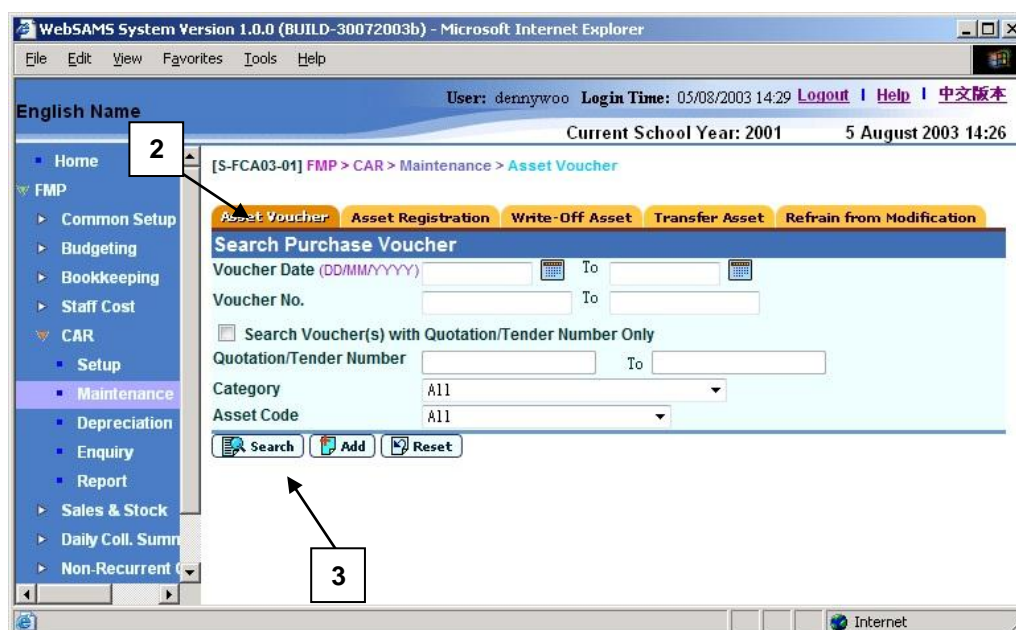 WebSAMS System Version 1.0.0 (BUILD-30072003b) - Microsoft Internet Explorer
File Edit View Favorites Tools Help
User: dennywoo Login Time: 05/08/2003 14:29 Logout | Help | 中文版本
English Name
Current School Year: 2001 5 August 2003 14:26
2
Home
[S-FCA03-01] FMP > CAR > Maintenance > Asset Voucher
FMP
Common Setup
Asset Voucher Asset Registration Write-Off Asset Transfer Asset Refrain from Modification
Search Purchase Voucher
Budgeting
Voucher Date (DD/MM/YYYY) To
Bookkeeping
Voucher No. To
Staff Cost
CAR
Search Voucher(s) with Quotation/Tender Number Only
Setup
Quotation/Tender Number To
Maintenance
Category All
Depreciation
Asset Code All
Enquiry
Search Add Reset
Report
Sales & Stock
Daily Coll. Summ
Non-Recurrent
3
Internet